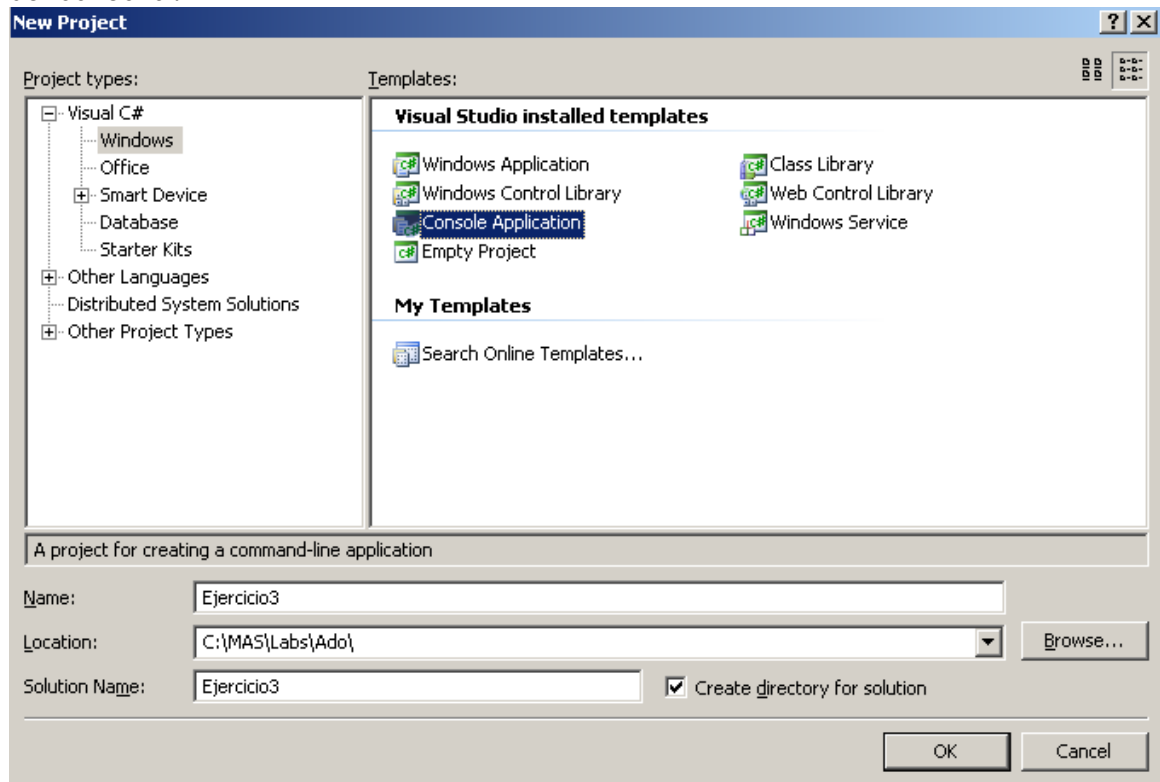 New Project
Project types:
Templates:
Visual C#
Windows
Office
Smart Device
Database
Starter Kits
Other Languages
Distributed System Solutions
Other Project Types
Visual Studio installed templates
Windows Application
Class Library
Windows Control Library
Web Control Library
Console Application
Windows Service
Empty Project
My Templates
Search Online Templates...
A project for creating a command-line application
Name:
Ejercicio3
Location:
C:\MAS\Labs\Ado\
Browse...
Solution Name:
Ejercicio3
Create directory for solution
OK
Cancel